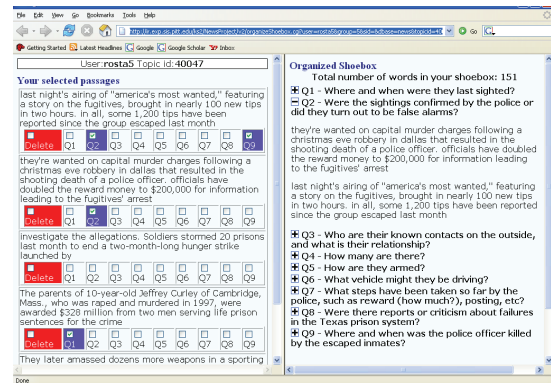 File Edit View Go Bookmarks Tools Help
Go
Getting Started Latest Headlines Google Google Scholar Inbox
User:rosta5 Topic id:40047
Your selected passages
last night's airing of "america's most wanted," featuring
a story on the fugitives, brought in nearly 100 new tips
in two hours. in all, some 1,200 tips have been
reported since the group escaped last month
Delete Q1 Q2 Q3 Q4 Q5 Q6 Q7 Q8 Q9
they're wanted on capital murder charges following a
christmas eve robbery in dallas that resulted in the
shooting death of a police officer. officials have
doubled the reward money to $200,000 for information
leading to the fugitives' arrest
Delete Q1 Q2 Q3 Q4 Q5 Q6 Q7 Q8 Q9
investigate the allegations. Soldiers stormed 20 prisons
last month to end a two-month-long hunger strike
launched by
Delete Q1 Q2 Q3 Q4 Q5 Q6 Q7 Q8 Q9
The parents of 10-year-old Jeffrey Curley of Cambridge,
Mass., who was raped and murdered in 1997, were
awarded $328 million from two men serving life prison
sentences for the crime
Delete Q1 Q2 Q3 Q4 Q5 Q6 Q7 Q8 Q9
They later amassed dozens more weapons in a sporting
Organized Shoebox
Total number of words in your shoebox: 151
Q1 - Where and when were they last sighted?
Q2 - Were the sightings confirmed by the police or
did they turn out to be false alarms?
they're wanted on capital murder charges following a
christmas eve robbery in dallas that resulted in the
shooting death of a police officer. officials have doubled
the reward money to $200,000 for information leading
to the fugitives' arrest
last night's airing of "america's most wanted," featuring
a story on the fugitives, brought in nearly 100 new tips
in two hours. in all, some 1,200 tips have been reported
since the group escaped last month
Q3 - Who are their known contacts on the outside,
and what is their relationship?
Q4 - How many are there?
Q5 - How are they armed?
Q6 - What vehicle might they be driving?
Q7 - What steps have been taken so far by the
police, such as reward (how much?), posting, etc?
Q8 - Were there reports or criticism about failures
in the Texas prison system?
Q9 - Where and when was the police officer killed
by the escaped inmates?
Done